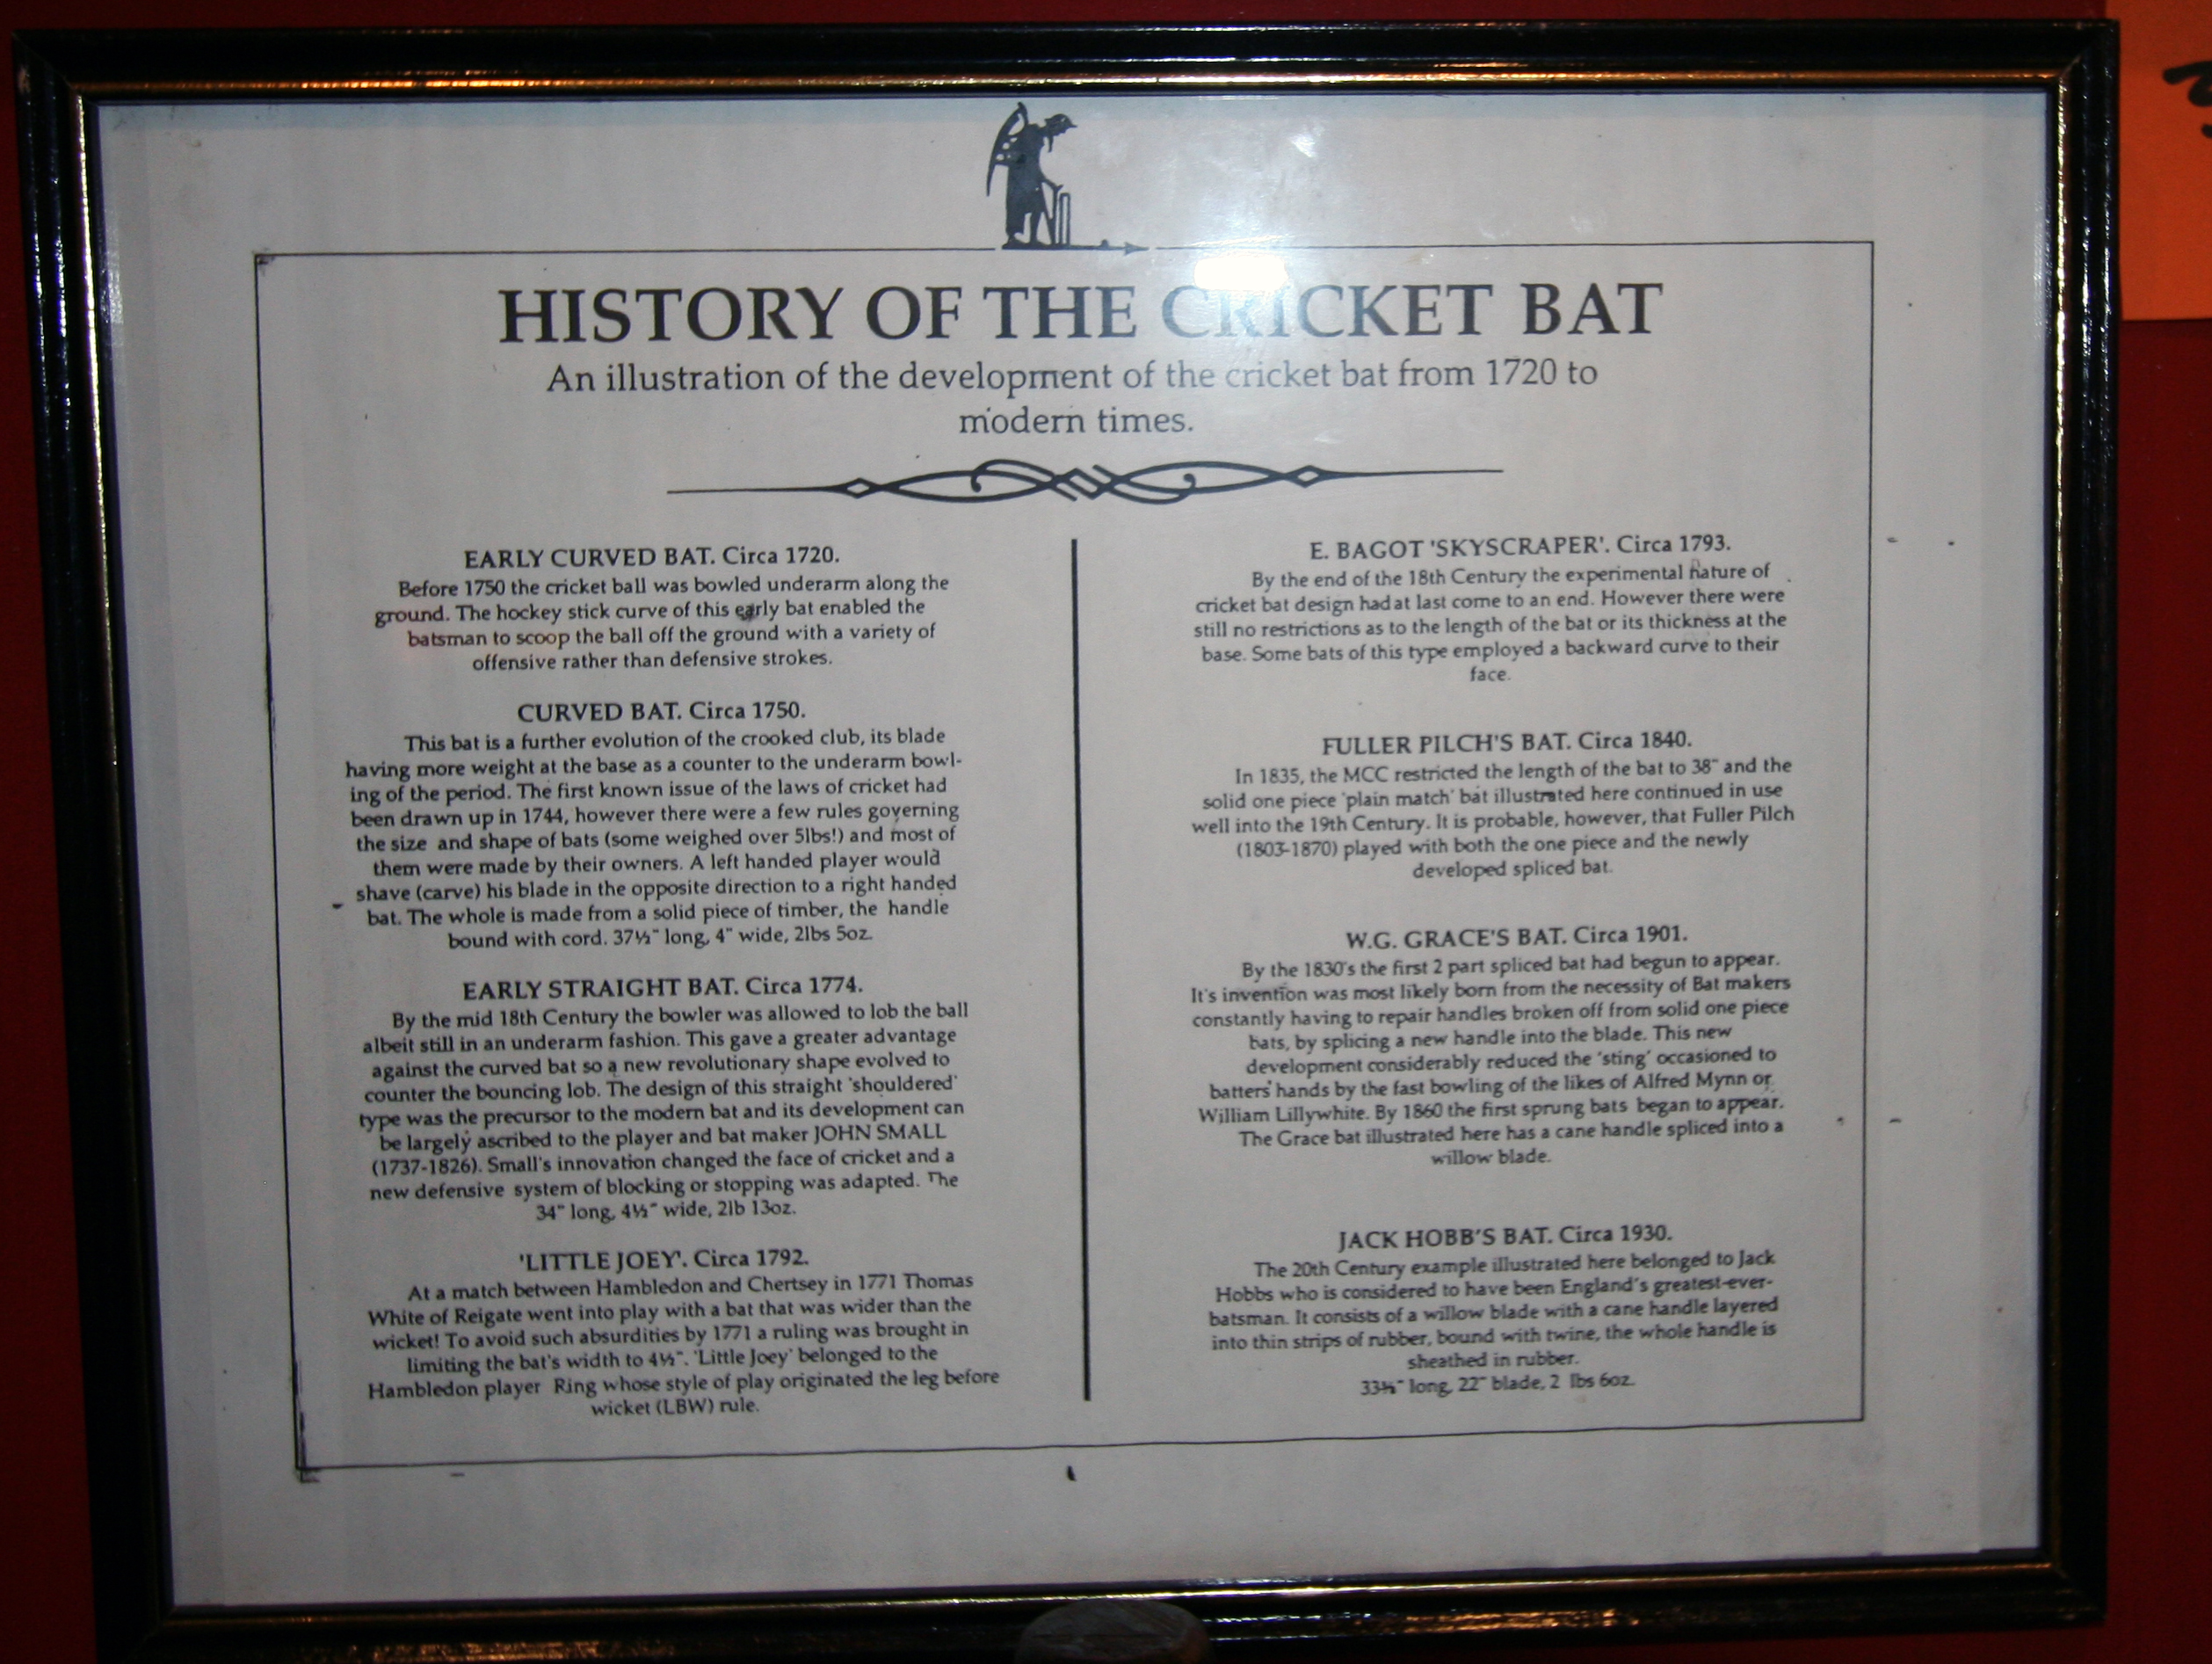 HISTORY OF THE CRICKET BAT
An illustration of the development of the cricket bat from 1720 to
modern times.
EARLY CURVED BAT. Circa 1720.
Before 1750 the cricket ball was bowled underarm along the
ground. The hockey stick curve of this early bat enabled the
batsman to scoop the ball off the ground with a variety of
offensive rather than defensive strokes.
CURVED BAT. Circa 1750.
This bat is a further evolution of the crooked club, its blade
having more weight at the base as a counter to the underarm bowl-
ing of the period. The first known issue of the laws of cricket had
been drawn up in 1744, however there were a few rules governing
the size and shape of bats (some weighed over 5lbs!) and most of
them were made by their owners. A left handed player would
shave (carve) his blade in the opposite direction to a right handed
bat. The whole is made from a solid piece of timber, the handle
bound with cord. 37½" long, 4" wide, 2lbs 5oz.
EARLY STRAIGHT BAT. Circa 1774.
By the mid 18th Century the bowler was allowed to lob the ball
albeit still in an underarm fashion. This gave a greater advantage
against the curved bat so a new revolutionary shape evolved to
counter the bouncing lob. The design of this straight 'shouldered'
type was the precursor to the modern bat and its development can
be largely ascribed to the player and bat maker JOHN SMALL
(1737-1826). Small's innovation changed the face of cricket and a
new defensive system of blocking or stopping was adapted. The
34" long, 4½" wide, 2lb 13oz.
'LITTLE JOEY'. Circa 1792.
At a match between Hambledon and Chertsey in 1771 Thomas
White of Reigate went into play with a bat that was wider than the
wicket! To avoid such absurdities by 1771 a ruling was brought in
limiting the bat's width to 4½". 'Little Joey' belonged to the
Hambledon player Ring whose style of play originated the leg before
wicket (LBW) rule.
E. BAGOT 'SKYSCRAPER'. Circa 1793.
By the end of the 18th Century the experimental nature of
cricket bat design had at last come to an end. However there were
still no restrictions as to the length of the bat or its thickness at the
base. Some bats of this type employed a backward curve to their
face.
FULLER PILCH'S BAT. Circa 1840.
In 1835, the MCC restricted the length of the bat to 38" and the
solid one piece 'plain match' bat illustrated here continued in use
well into the 19th Century. It is probable, however, that Fuller Pilch
(1803-1870) played with both the one piece and the newly
developed spliced bat.
W.G. GRACE'S BAT. Circa 1901.
By the 1830's the first 2 part spliced bat had begun to appear.
It's invention was most likely born from the necessity of Bat makers
constantly having to repair handles broken off from solid one piece
bats, by splicing a new handle into the blade. This new
development considerably reduced the 'sting' occasioned to
batters' hands by the fast bowling of the likes of Alfred Mynn or
William Lillywhite. By 1860 the first sprung bats began to appear.
The Grace bat illustrated here has a cane handle spliced into a
willow blade.
JACK HOBB'S BAT. Circa 1930.
The 20th Century example illustrated here belonged to Jack
Hobbs who is considered to have been England's greatest-ever-
batsman. It consists of a willow blade with a cane handle layered
into thin strips of rubber, bound with twine, the whole handle is
sheathed in rubber.
long, 22" blade, 2 lbs 6oz.